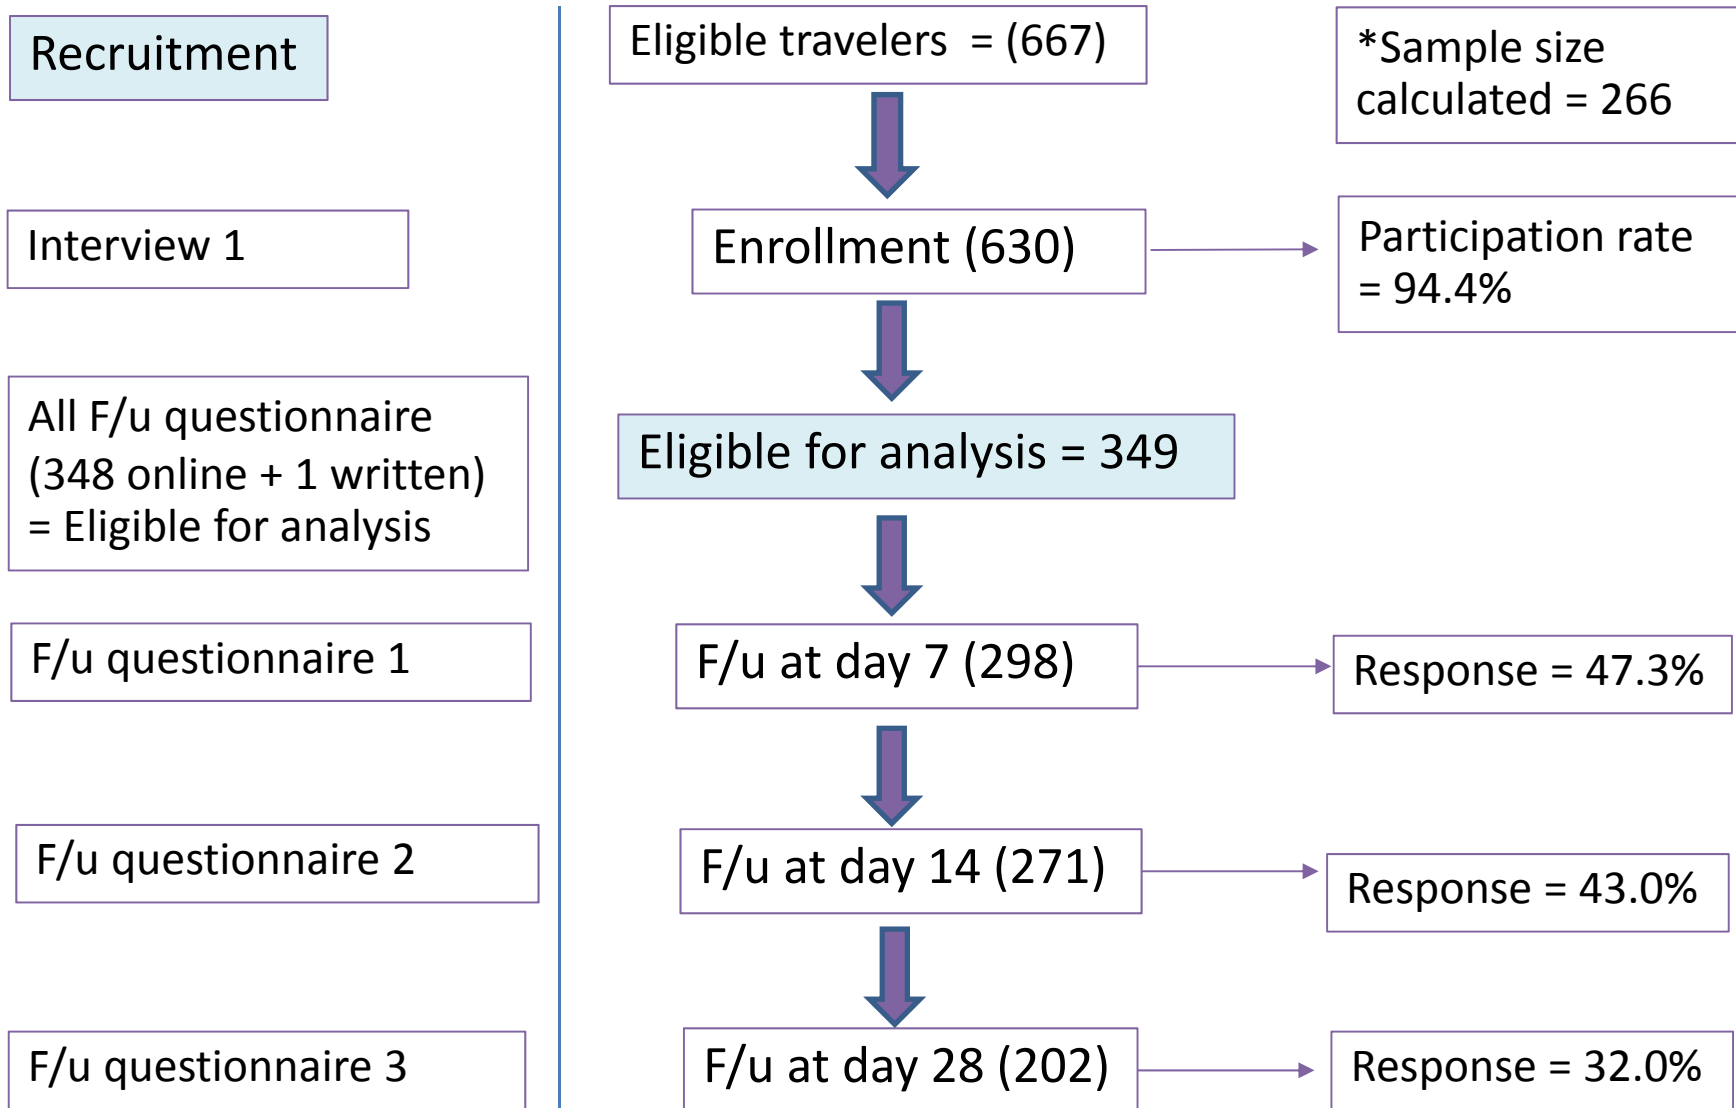 Recruitment
Eligible travelers  = (667)
*Sample size
calculated = 266
Interview 1
Enrollment (630)
Participation rate
= 94.4%
All F/u questionnaire
(348 online + 1 written)
= Eligible for analysis
Eligible for analysis = 349
F/u questionnaire 1
F/u at day 7 (298)
Response = 47.3%
F/u questionnaire 2
F/u at day 14 (271)
Response = 43.0%
F/u questionnaire 3
F/u at day 28 (202)
Response = 32.0%